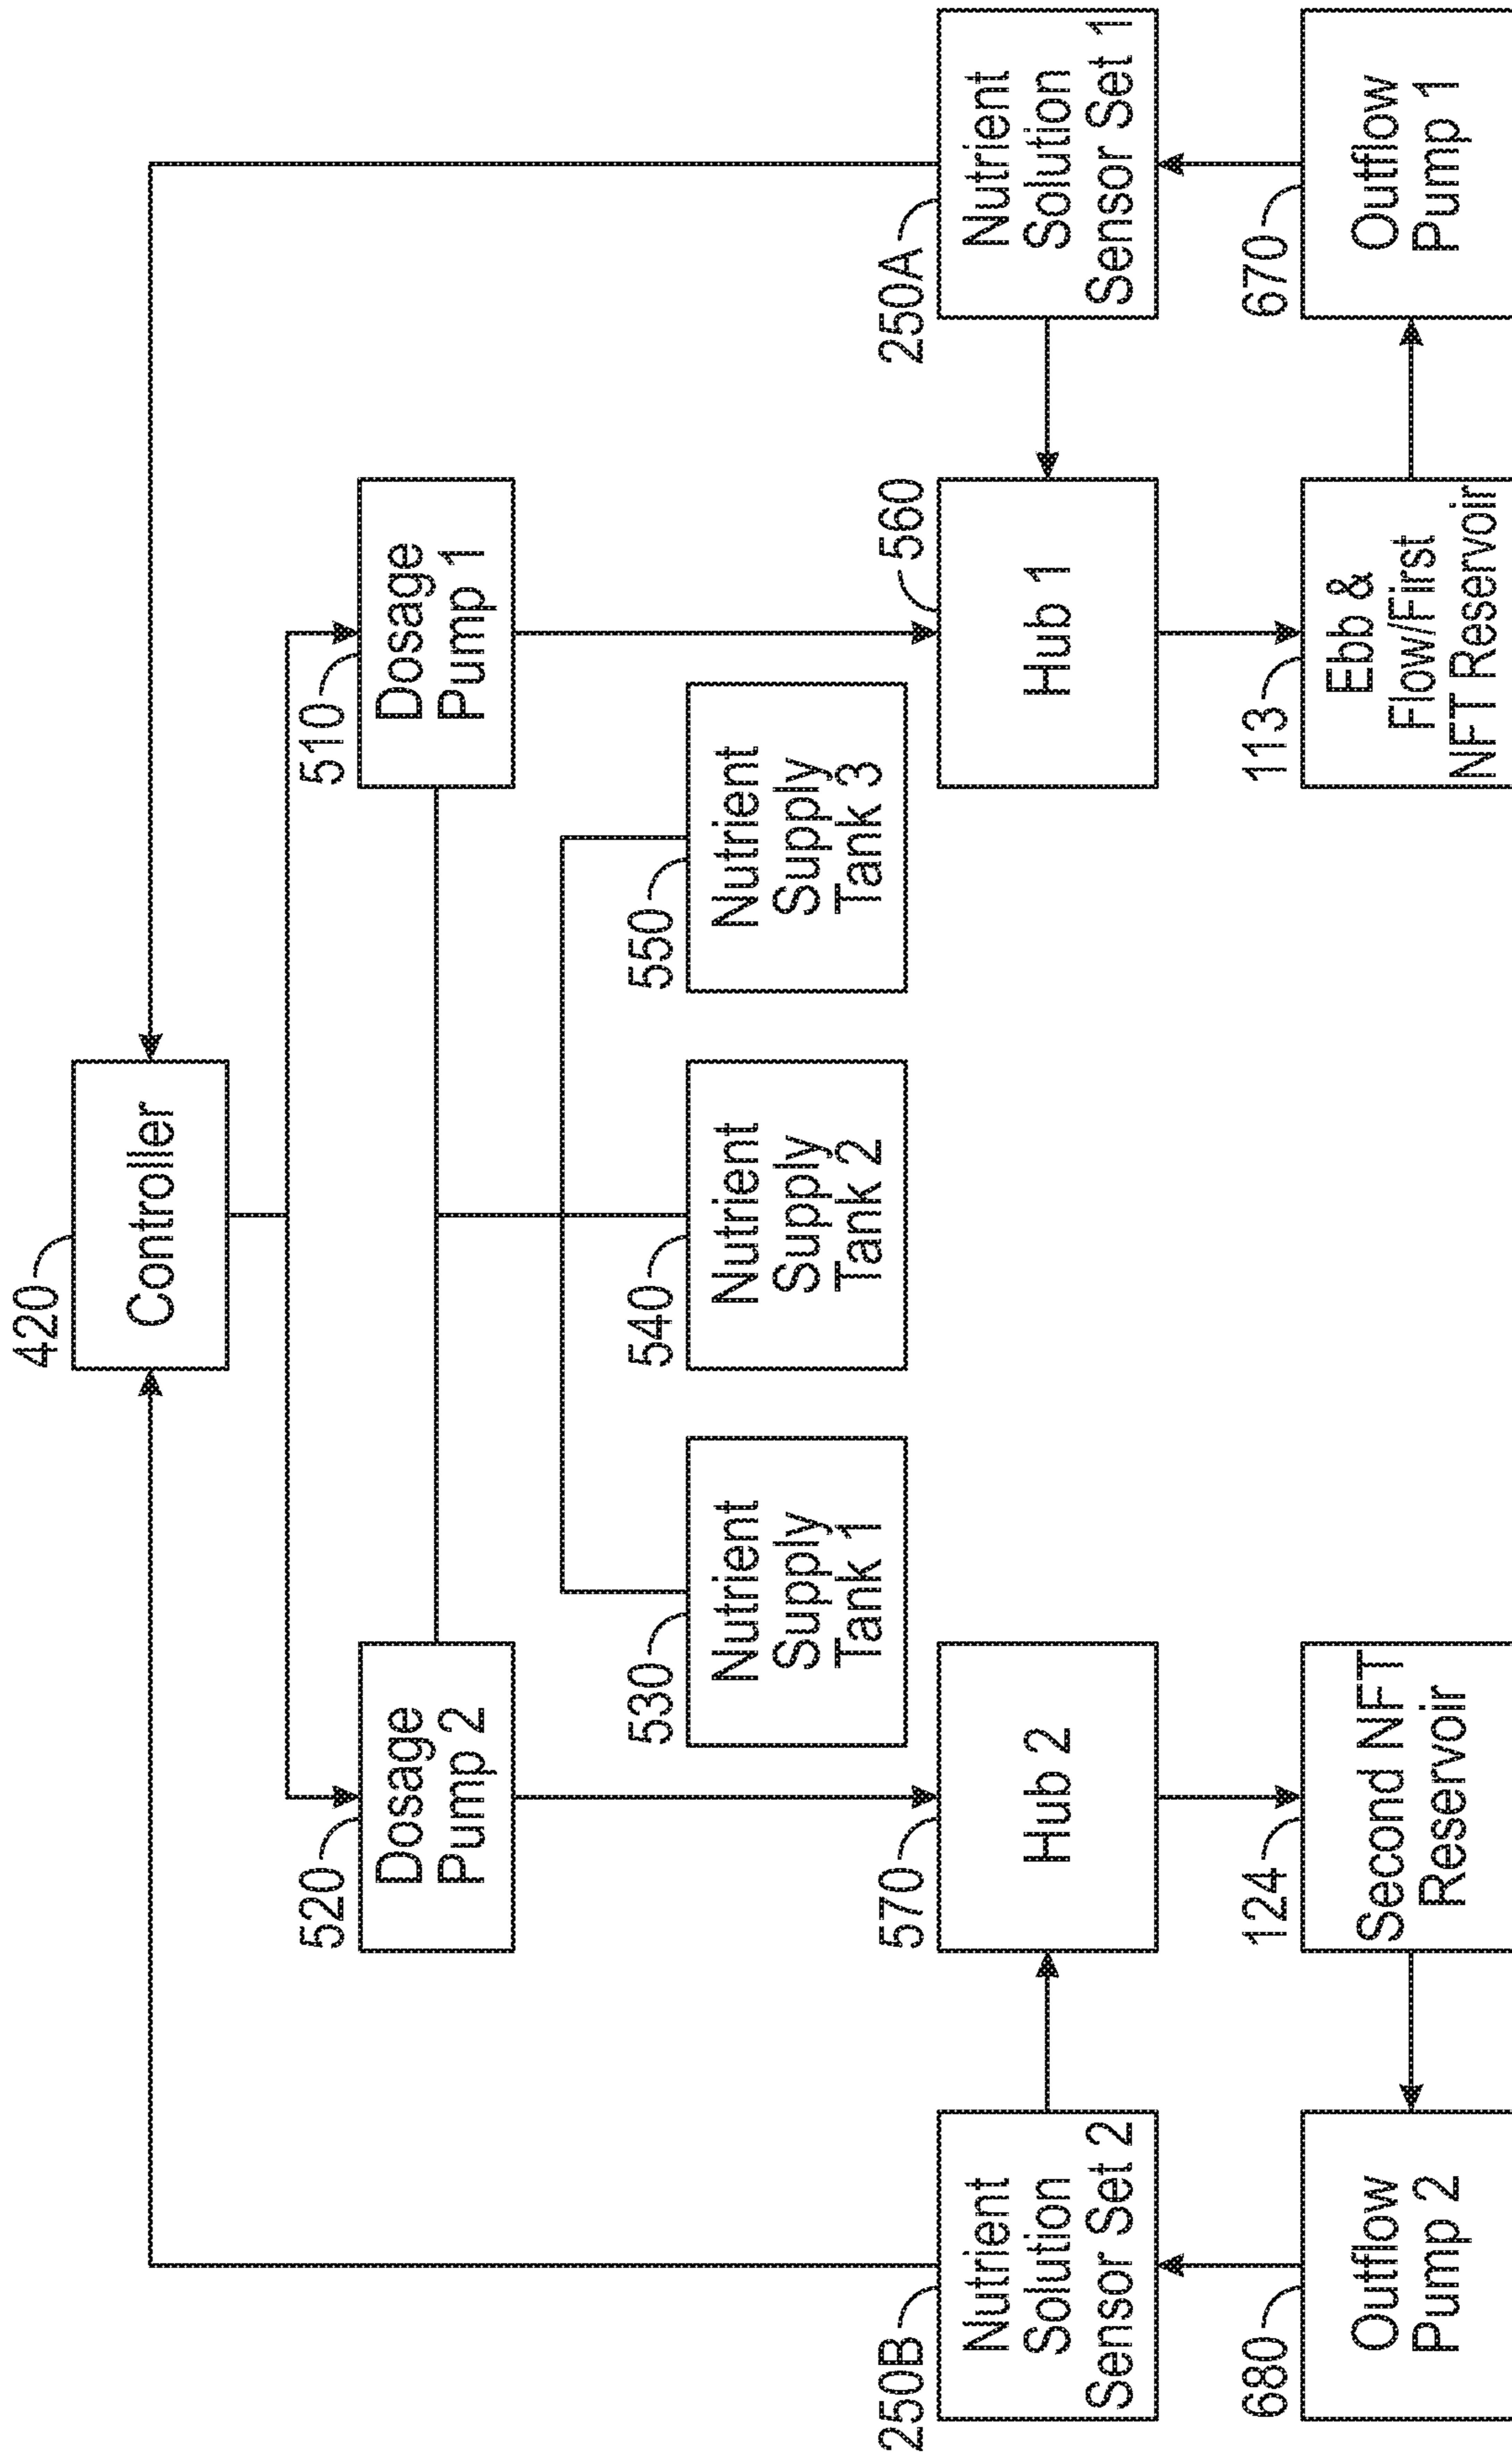 420
Controller
520
Dosage
Pump 2
510
Dosage
Pump 1
530
Nutrient
Supply
Tank 1
540
Nutrient
Supply
Tank 2
550
Nutrient
Supply
Tank 3
250B
Nutrient
Solution
Sensor Set 2
570
Hub 2
560
Hub 1
250A
Nutrient
Solution
Sensor Set 1
680
Outflow
Pump 2
124
Second NFT
Reservoir
113
Ebb &
Flow/First
NFT Reservoir
670
Outflow
Pump 1